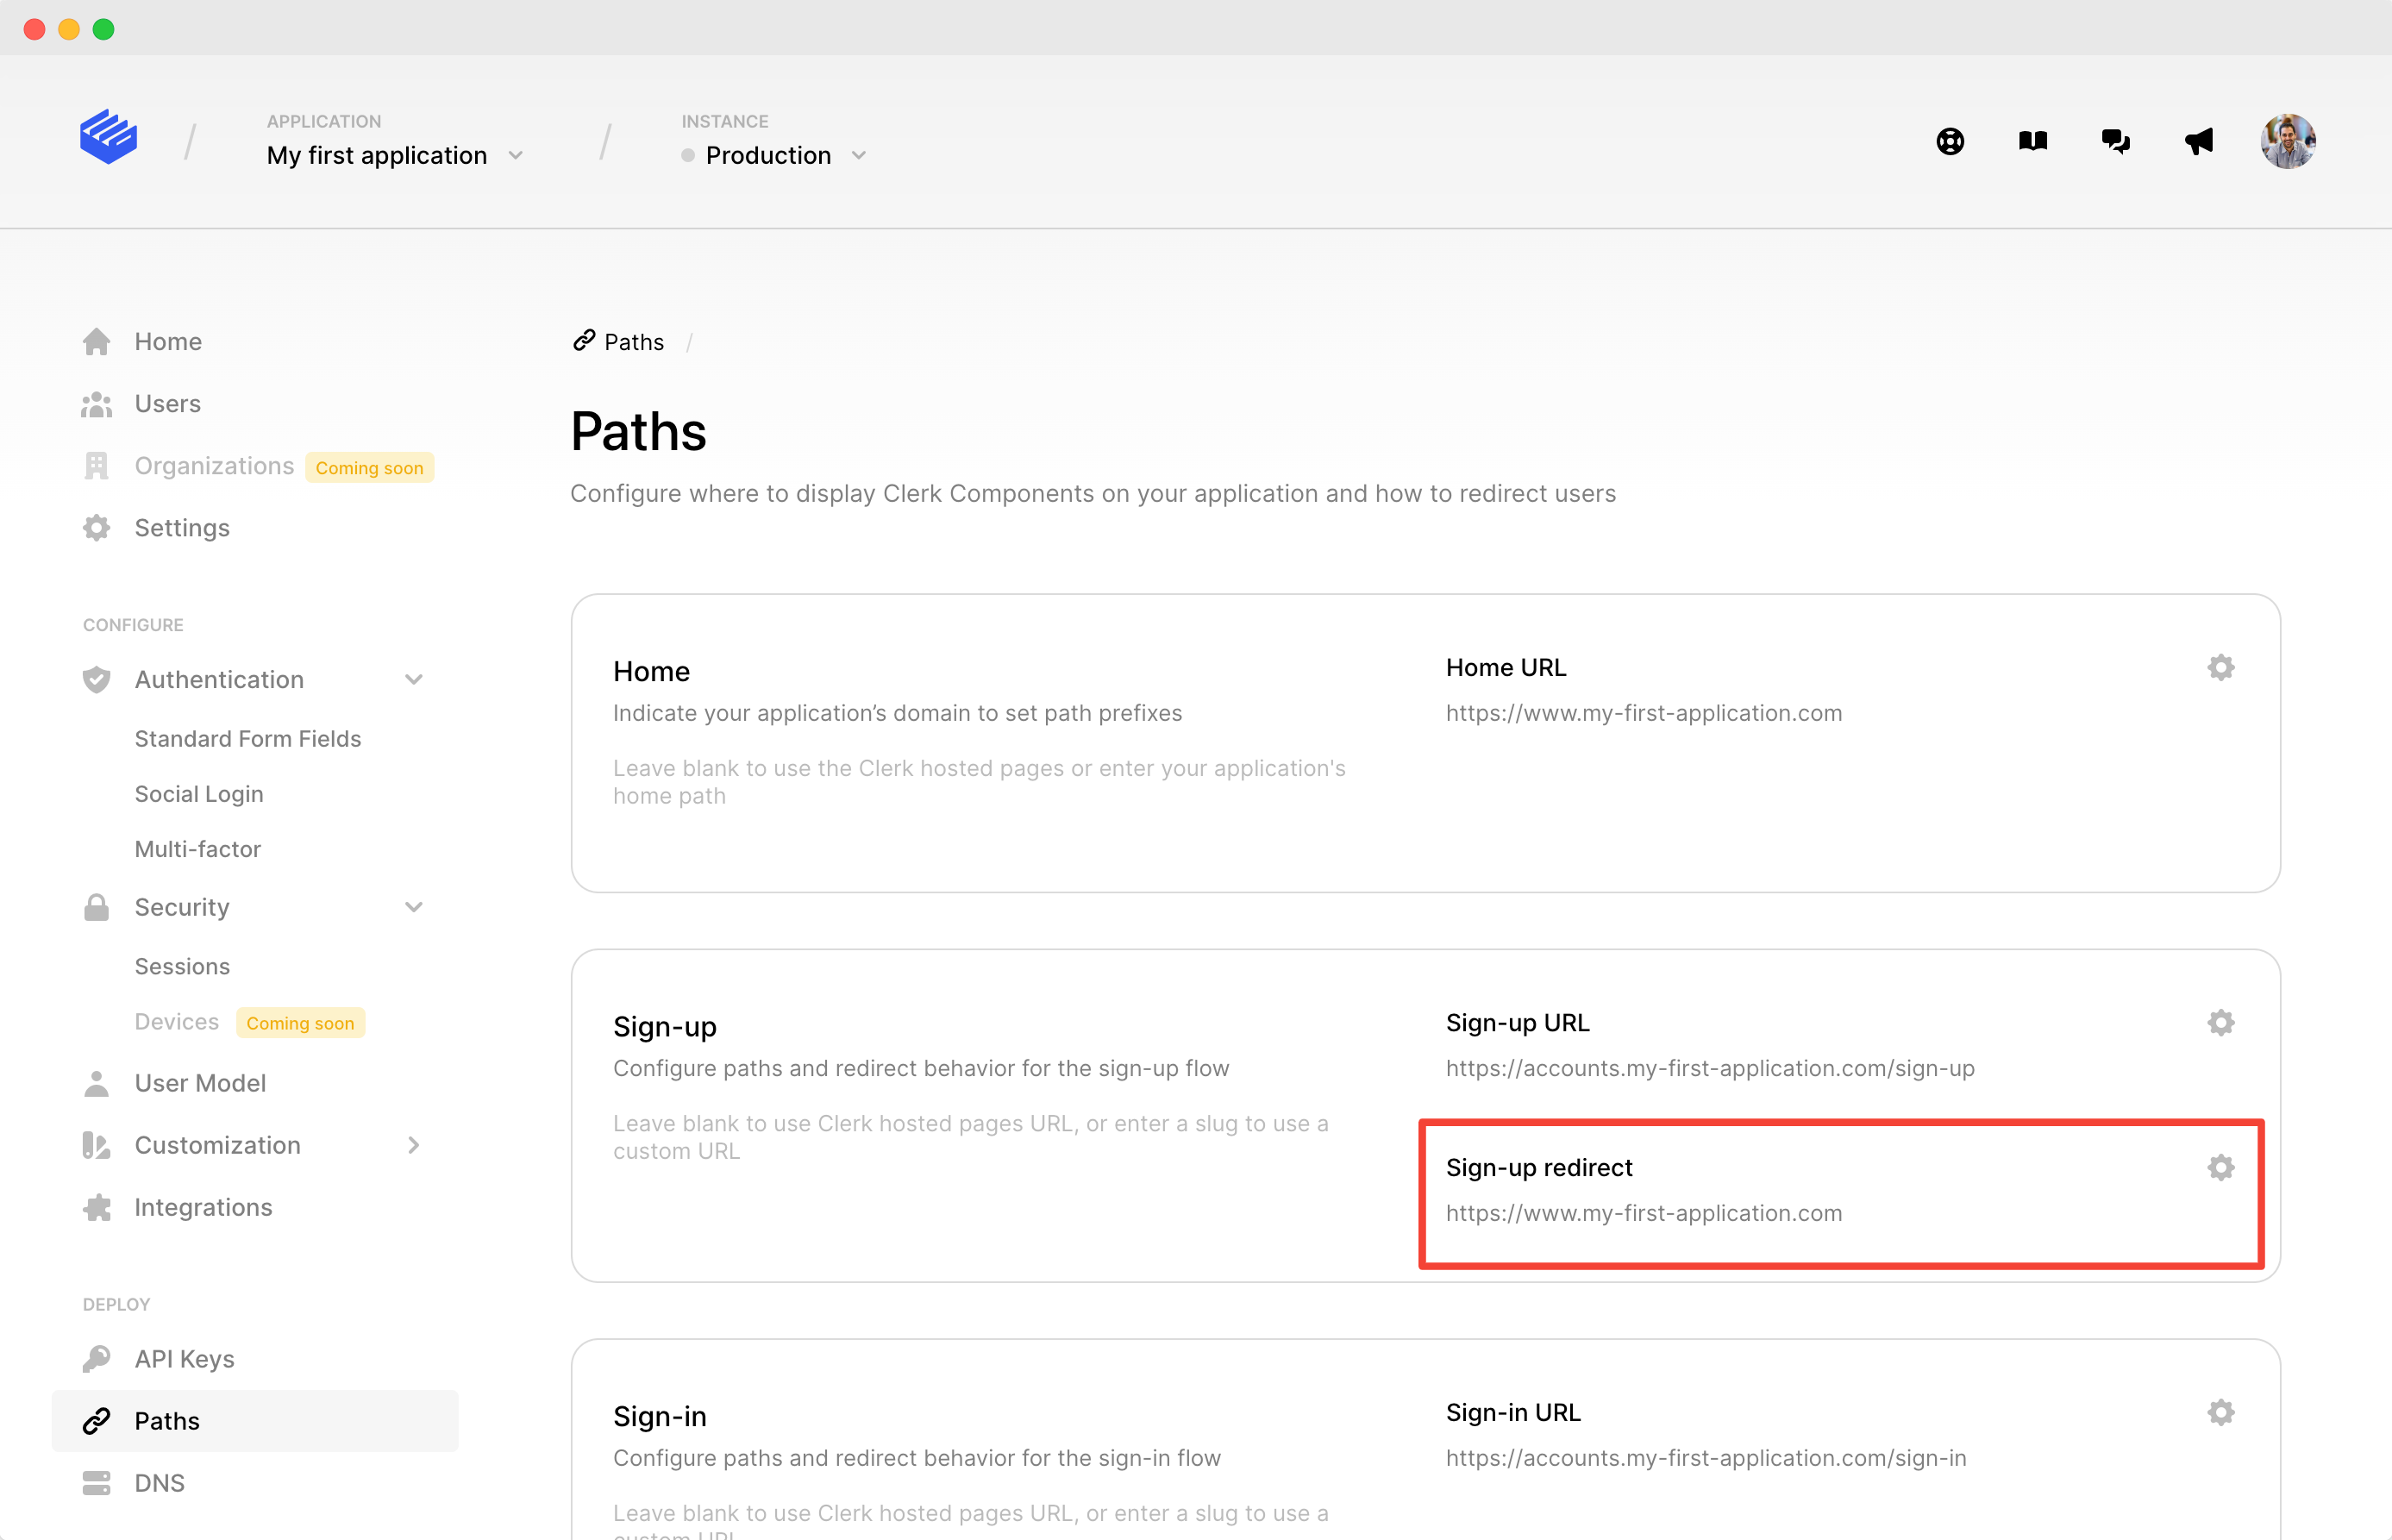 APPLICATION
My first application
INSTANCE
Production
Home
Users
Organizations Coming soon
Settings
CONFIGURE
Authentication
Standard Form Fields
Social Login
Multi-factor
Security
Sessions
Devices Coming soon
User Model
Customization
Integrations
DEPLOY
API Keys
Paths
DNS
Paths /
Paths
Configure where to display Clerk Components on your application and how to redirect users
Home
Indicate your application’s domain to set path prefixes
Leave blank to use the Clerk hosted pages or enter your application's
home path
Home URL
https://www.my-first-application.com
Sign-up
Configure paths and redirect behavior for the sign-up flow
Leave blank to use Clerk hosted pages URL, or enter a slug to use a
custom URL
Sign-up URL
https://accounts.my-first-application.com/sign-up
Sign-up redirect
https://www.my-first-application.com
Sign-in
Configure paths and redirect behavior for the sign-in flow
Leave blank to use Clerk hosted pages URL, or enter a slug to use a
custom URL
Sign-in URL
https://accounts.my-first-application.com/sign-in